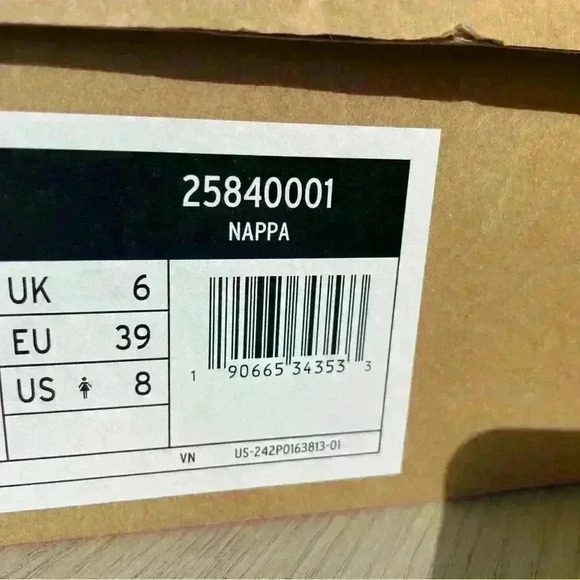 25840001
NAPPA
UK 6
EU 39
US 8
1 90665 34353 3
VN US-242P0163813-01